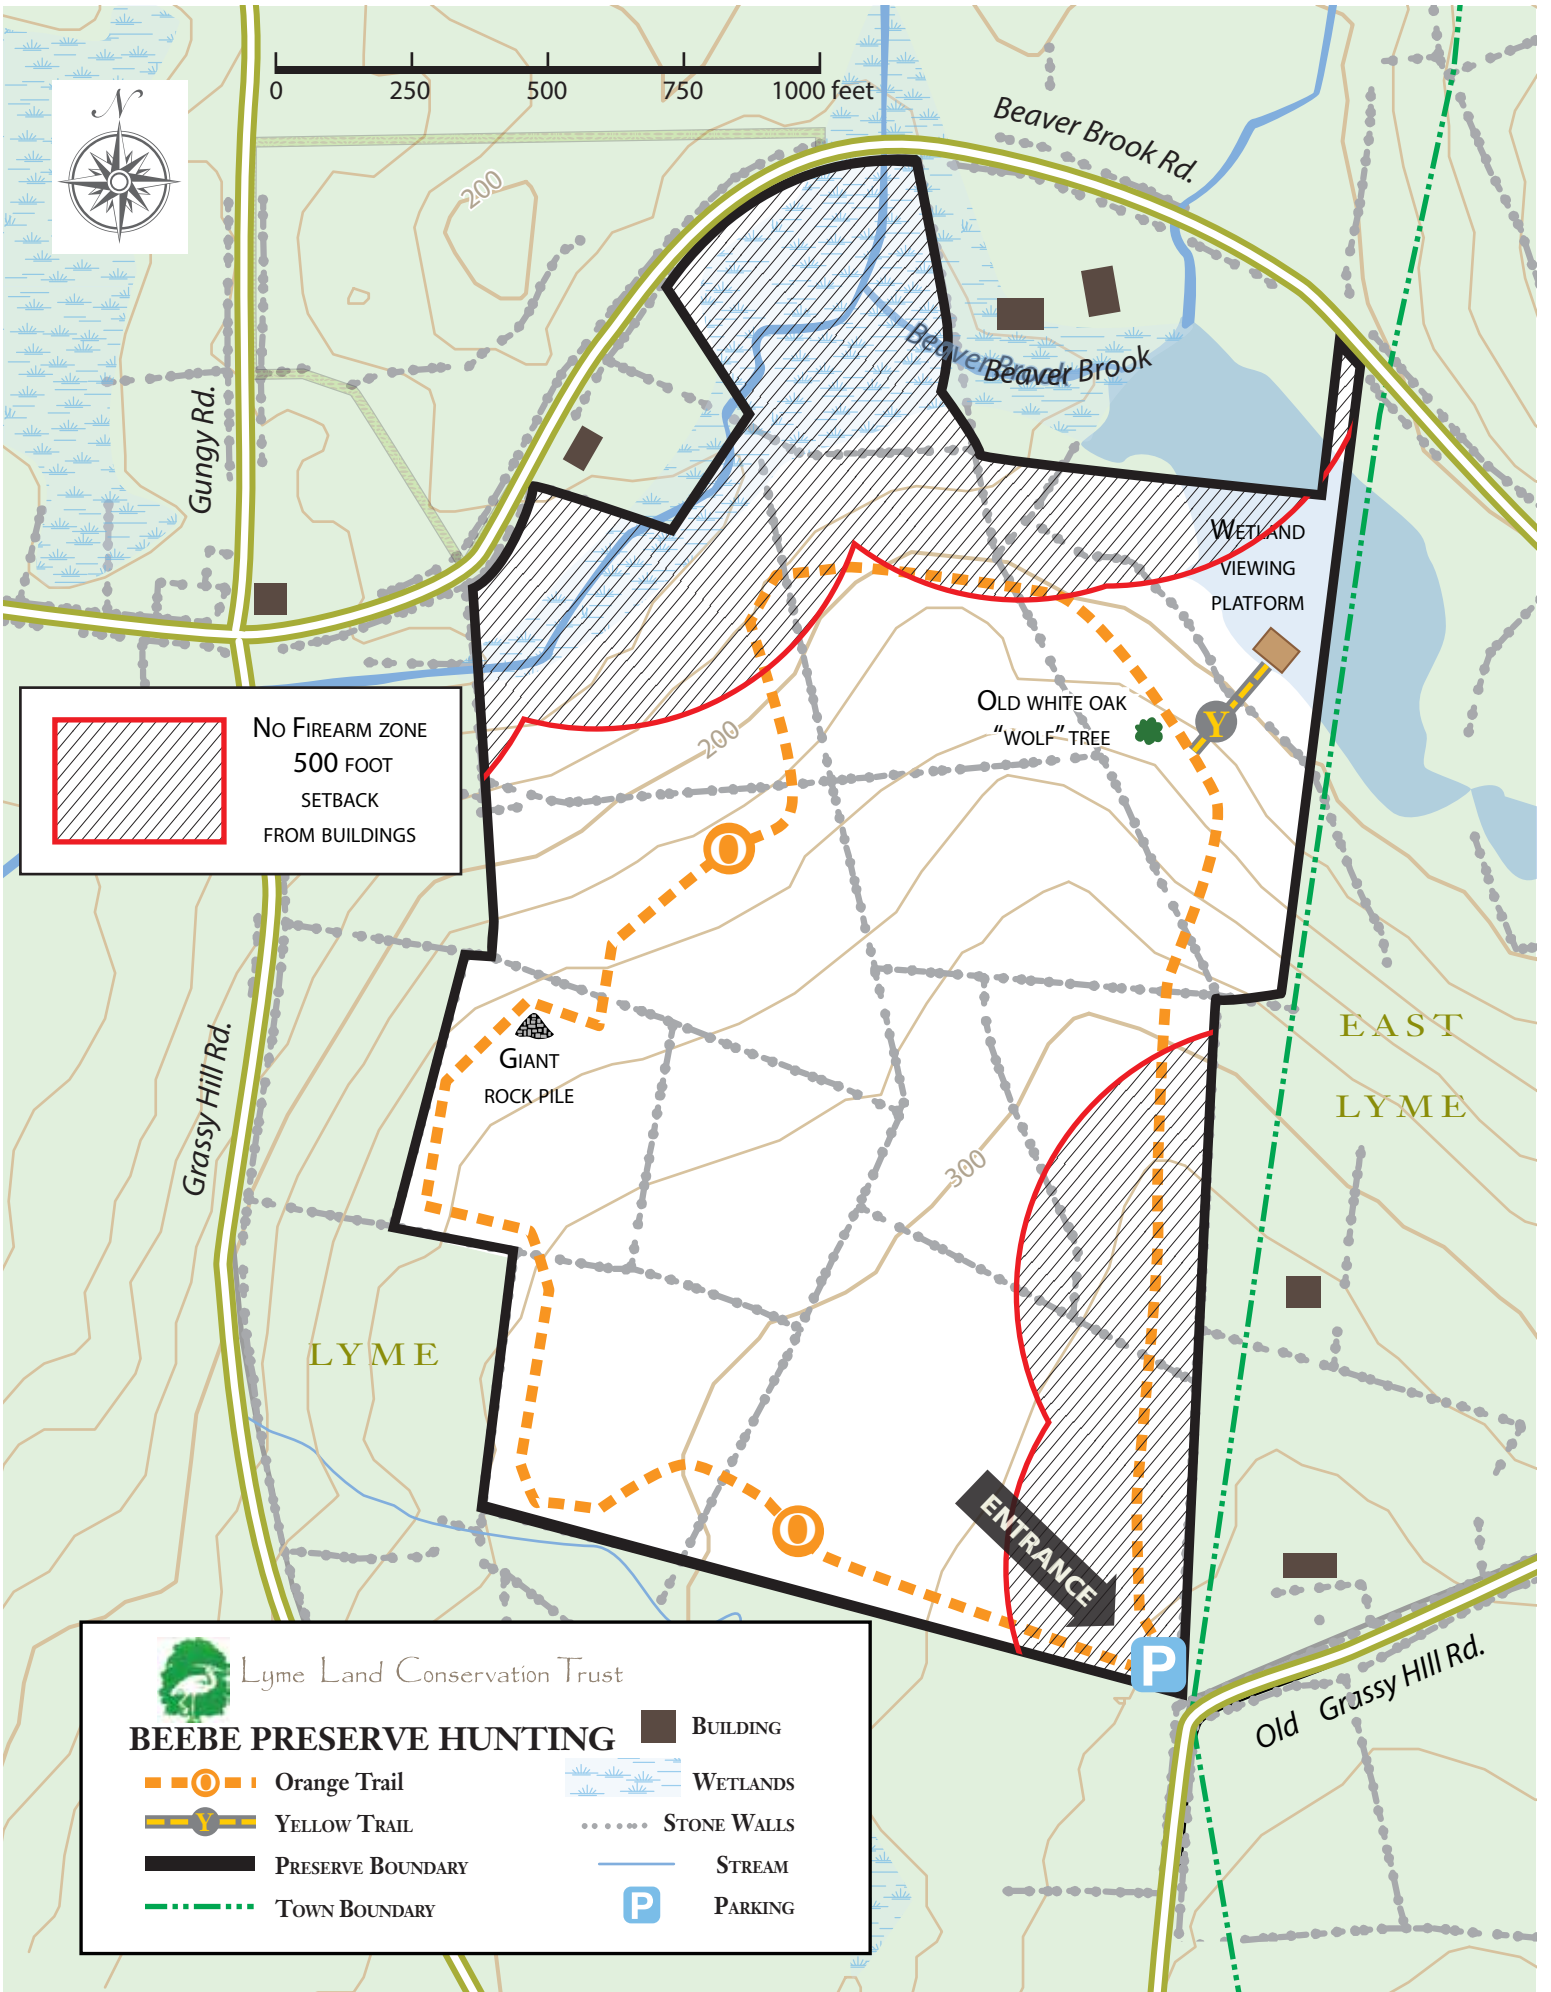 N
0 250 500 750 1000 feet
Beaver Brook Rd.
200
Gungy Rd.
Beaver Brook
Beaver Brook
WETLAND
VIEWING
PLATFORM
OLD WHITE OAK
“WOLF” TREE
Y
NO FIREARM ZONE
500 FOOT
SETBACK
FROM BUILDINGS
200
O
GIANT
ROCK PILE
Grassy Hill Rd.
EAST
LYME
300
LYME
O
ENTRANCE
P
Old Grassy HIll Rd.
Lyme Land Conservation Trust
BEEBE PRESERVE HUNTING
O Orange Trail
Y YELLOW TRAIL
PRESERVE BOUNDARY
TOWN BOUNDARY
BUILDING
WETLANDS
STONE WALLS
STREAM
P PARKING